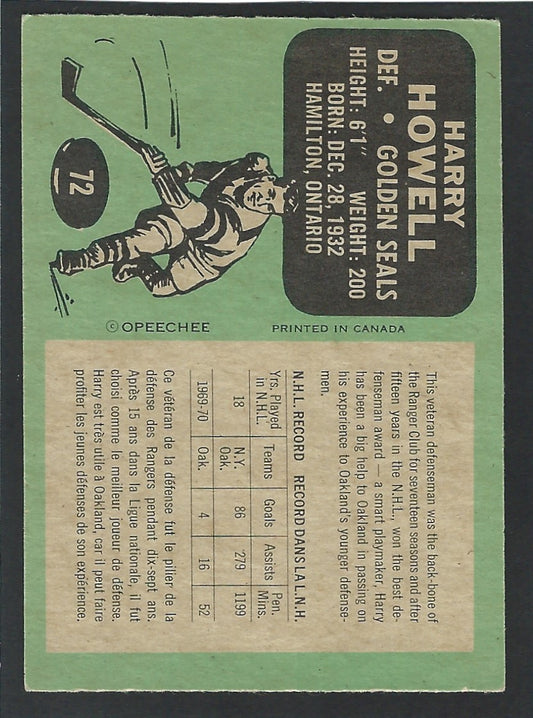 HARRY
HOWELL
DEF. • GOLDEN SEALS
HEIGHT: 6'1" WEIGHT: 200
BORN: DEC. 28, 1932
HAMILTON, ONTARIO
72
© OPEECHEE PRINTED IN CANADA
This veteran defenseman was the back-bone of
the Ranger Club for seventeen seasons and after
fifteen years in the N.H.L., won the best de-
fenseman award — a smart playmaker, Harry
has been a big help to Oakland in passing on
his experience to Oakland's younger defense-
men.
N.H.L. RECORD RECORD DANS LA L.N.H.
Yrs. Played in N.H.L. Teams Goals Assists Pen. Mins.
18 N.Y. Oak. 86 279 1199
1969-70 Oak. 4 16 52
Ce vétéran de la défense fut le pilier de la
défense des Rangers pendant dix-sept ans.
Après 15 ans dans la Ligue nationale, il fut
choisi comme le meilleur joueur de défense.
Harry est très utile à Oakland, car il peut faire
profiter les jeunes défenses de son expérience.